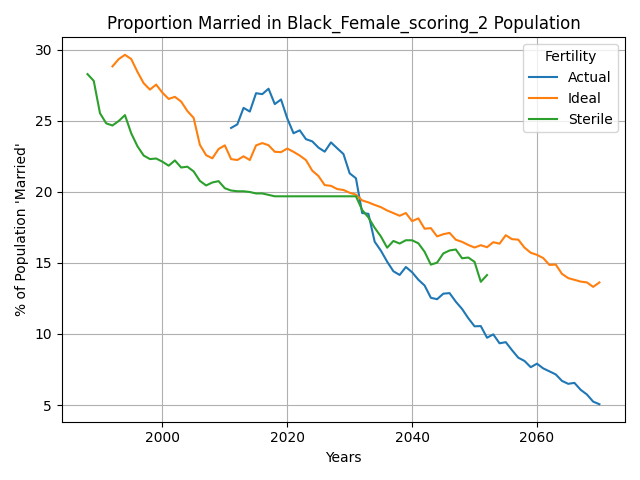 Proportion Married in Black_Female_scoring_2 Population
% of Population 'Married'
30
25
20
15
10
5
2000
2020
2040
2060
Years
Fertility
Actual
Ideal
Sterile